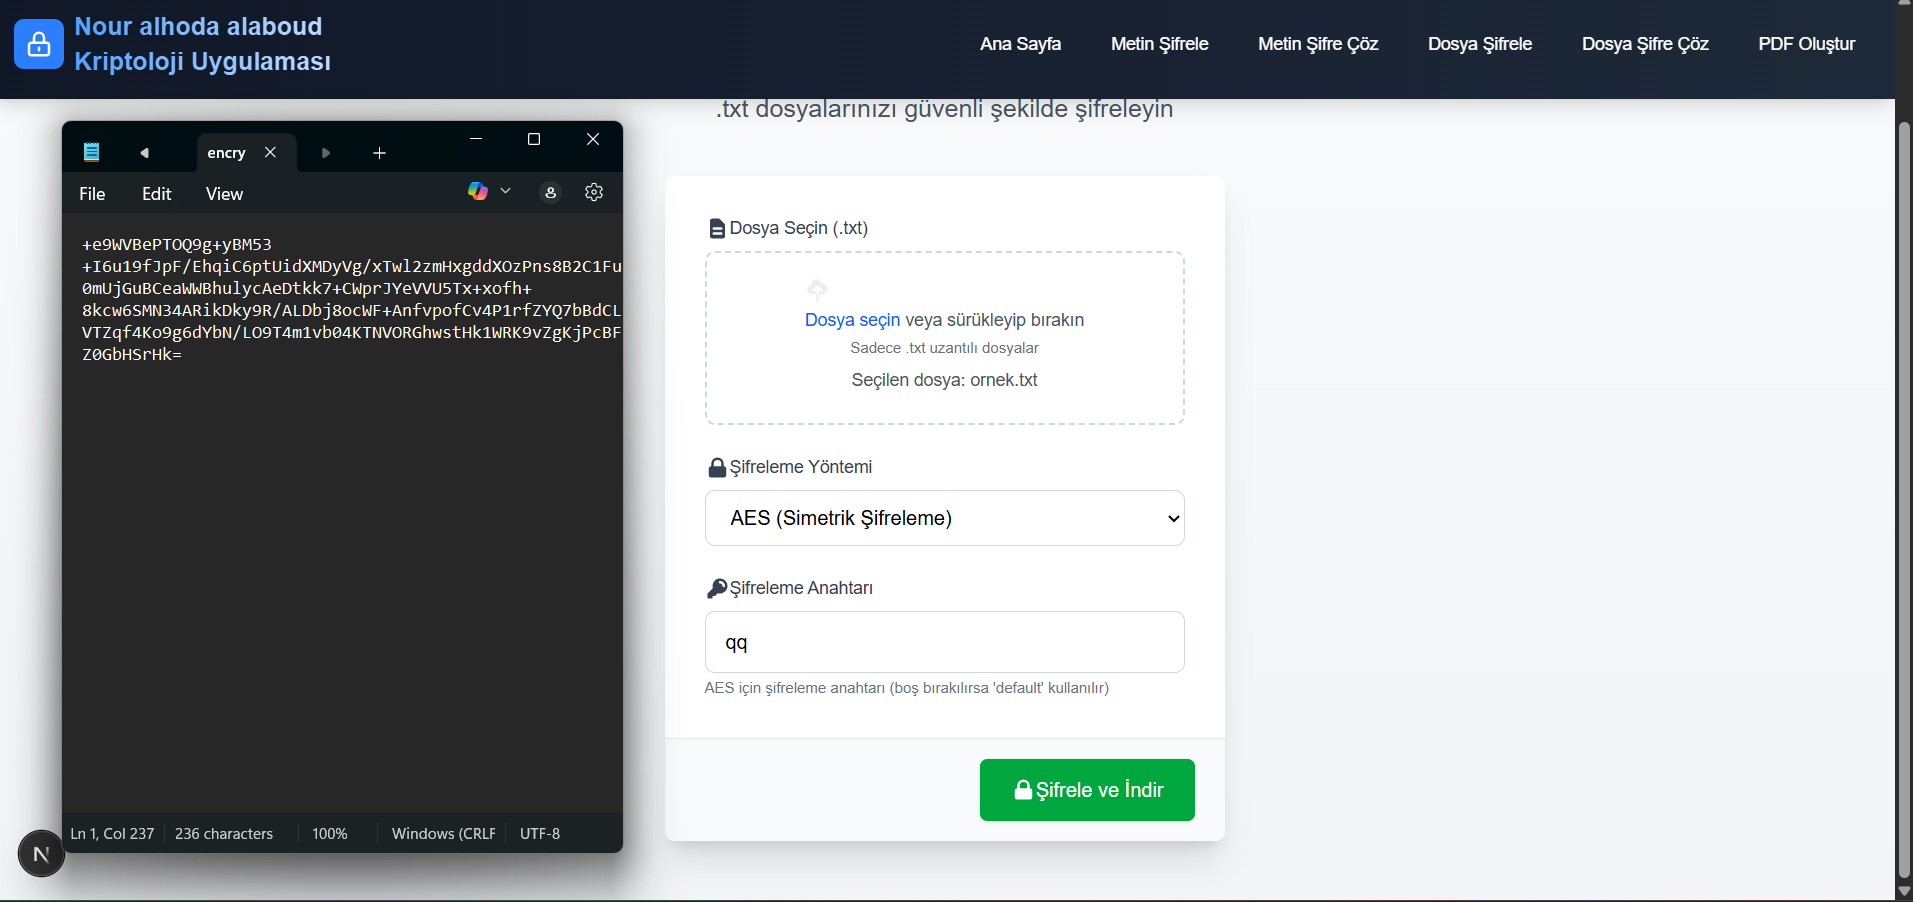 Nour alhoda alaboud
Kriptoloji Uygulaması
Ana Sayfa
Metin Şifrele
Metin Şifre Çöz
Dosya Şifrele
Dosya Şifre Çöz
PDF Oluştur
.txt dosyalarınızı güvenli şekilde şifreleyin
encry
File
Edit
View
+e9WVBePTOQ9g+yBM53
+I6u19fJpF/EhqiC6ptUidXMDyVg/xTwl2zmHxgddXOzPns8B2C1Fu
0mUjGuBCeaWWBhulycAeDtkk7+CWprJYeVVU5Tx+xofh+
8kcw6SMN34ARikDky9R/ALDbj8ocWF+AnfvpofCv4P1rfZYQ7bBdCL
VTZqf4Ko9g6dYbN/LO9T4m1vb04KTNVORGhwstHk1WRK9vZgKjPcBF
Z0GbHSrHk=
Ln 1, Col 237
236 characters
100%
Windows (CRLF
UTF-8
N
Dosya Seçin (.txt)
Dosya seçin veya sürükleyip bırakın
Sadece .txt uzantılı dosyalar
Seçilen dosya: ornek.txt
Şifreleme Yöntemi
AES (Simetrik Şifreleme)
Şifreleme Anahtarı
qq
AES için şifreleme anahtarı (boş bırakılırsa 'default' kullanılır)
Şifrele ve İndir